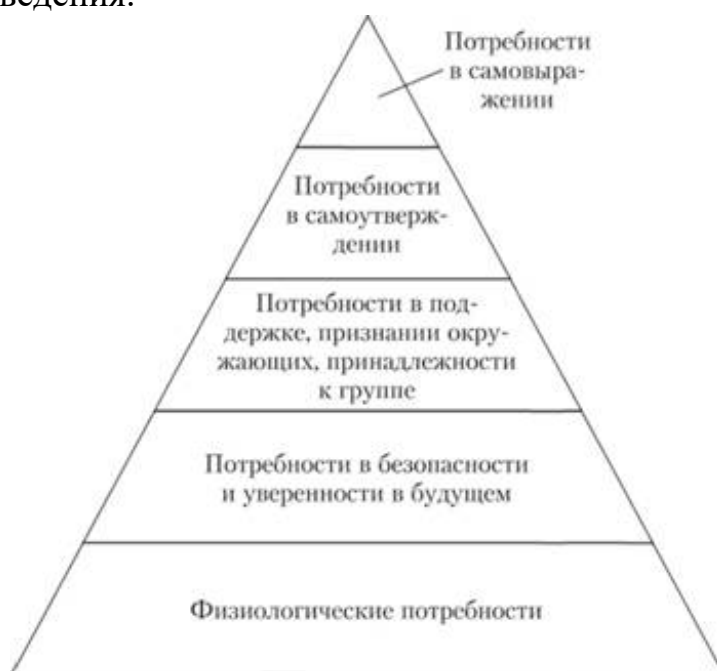 ведения.
Потребности
в самовыра-
жении
Потребности
в самоутверж-
дении
Потребности в под-
держке, признании окру-
жающих, принадлежности
к группе
Потребности в безопасности
и уверенности в будущем
Физиологические потребности